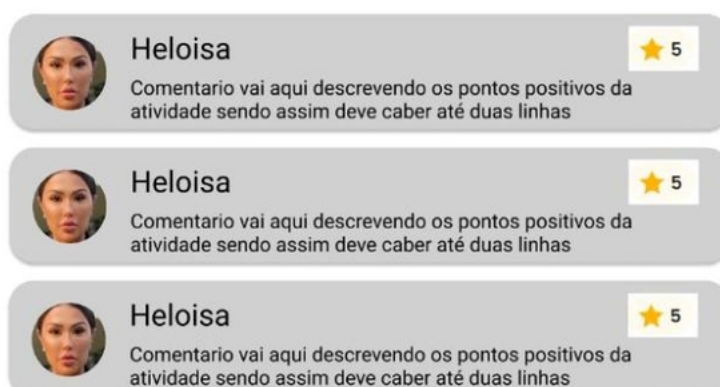 Heloisa
5
Comentario vai aqui descrevendo os pontos positivos da
atividade sendo assim deve caber até duas linhas
Heloisa
5
Comentario vai aqui descrevendo os pontos positivos da
atividade sendo assim deve caber até duas linhas
Heloisa
5
Comentario vai aqui descrevendo os pontos positivos da
atividade sendo assim deve caber até duas linhas